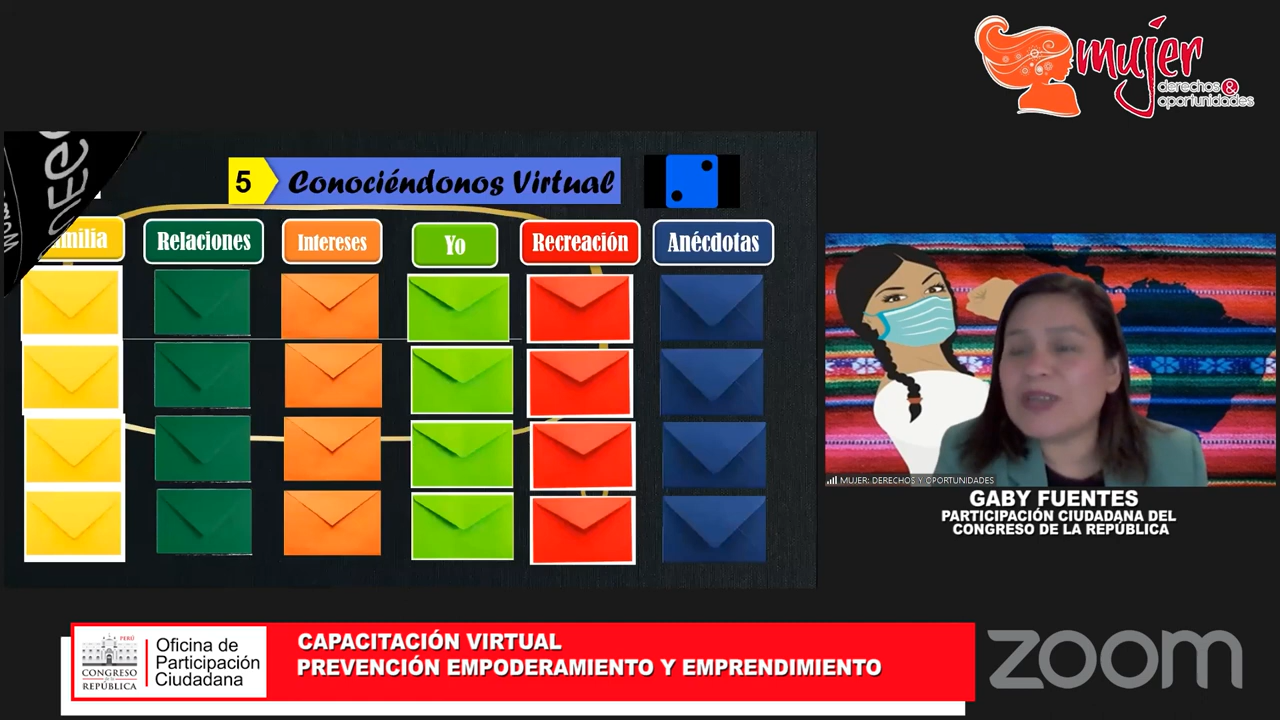 mujer
derechos &
oportunidades
5 Conociéndonos Virtual
Relaciones
Intereses
Yo
Recreación
Anécdotas
MUJER: DERECHOS Y OPORTUNIDADES
GABY FUENTES
PARTICIPACIÓN CIUDADANA DEL
CONGRESO DE LA REPÚBLICA
PERÚ
CONGRESO
REPÚBLICA
Oficina de
Participación
Ciudadana
CAPACITACIÓN VIRTUAL
PREVENCIÓN EMPODERAMIENTO Y EMPRENDIMIENTO
zoom